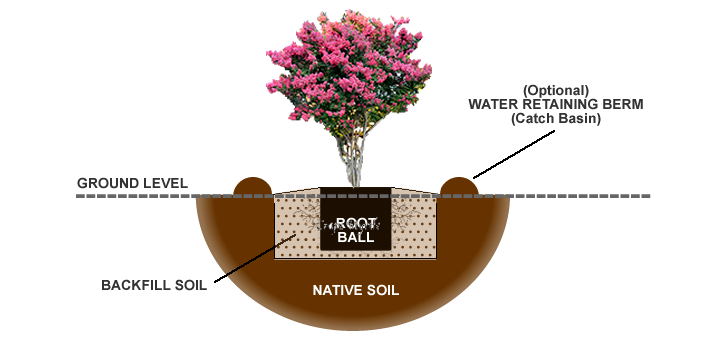 (Optional)
WATER RETAINING BERM
(Catch Basin)
GROUND LEVEL
ROOT
BALL
BACKFILL SOIL
NATIVE SOIL